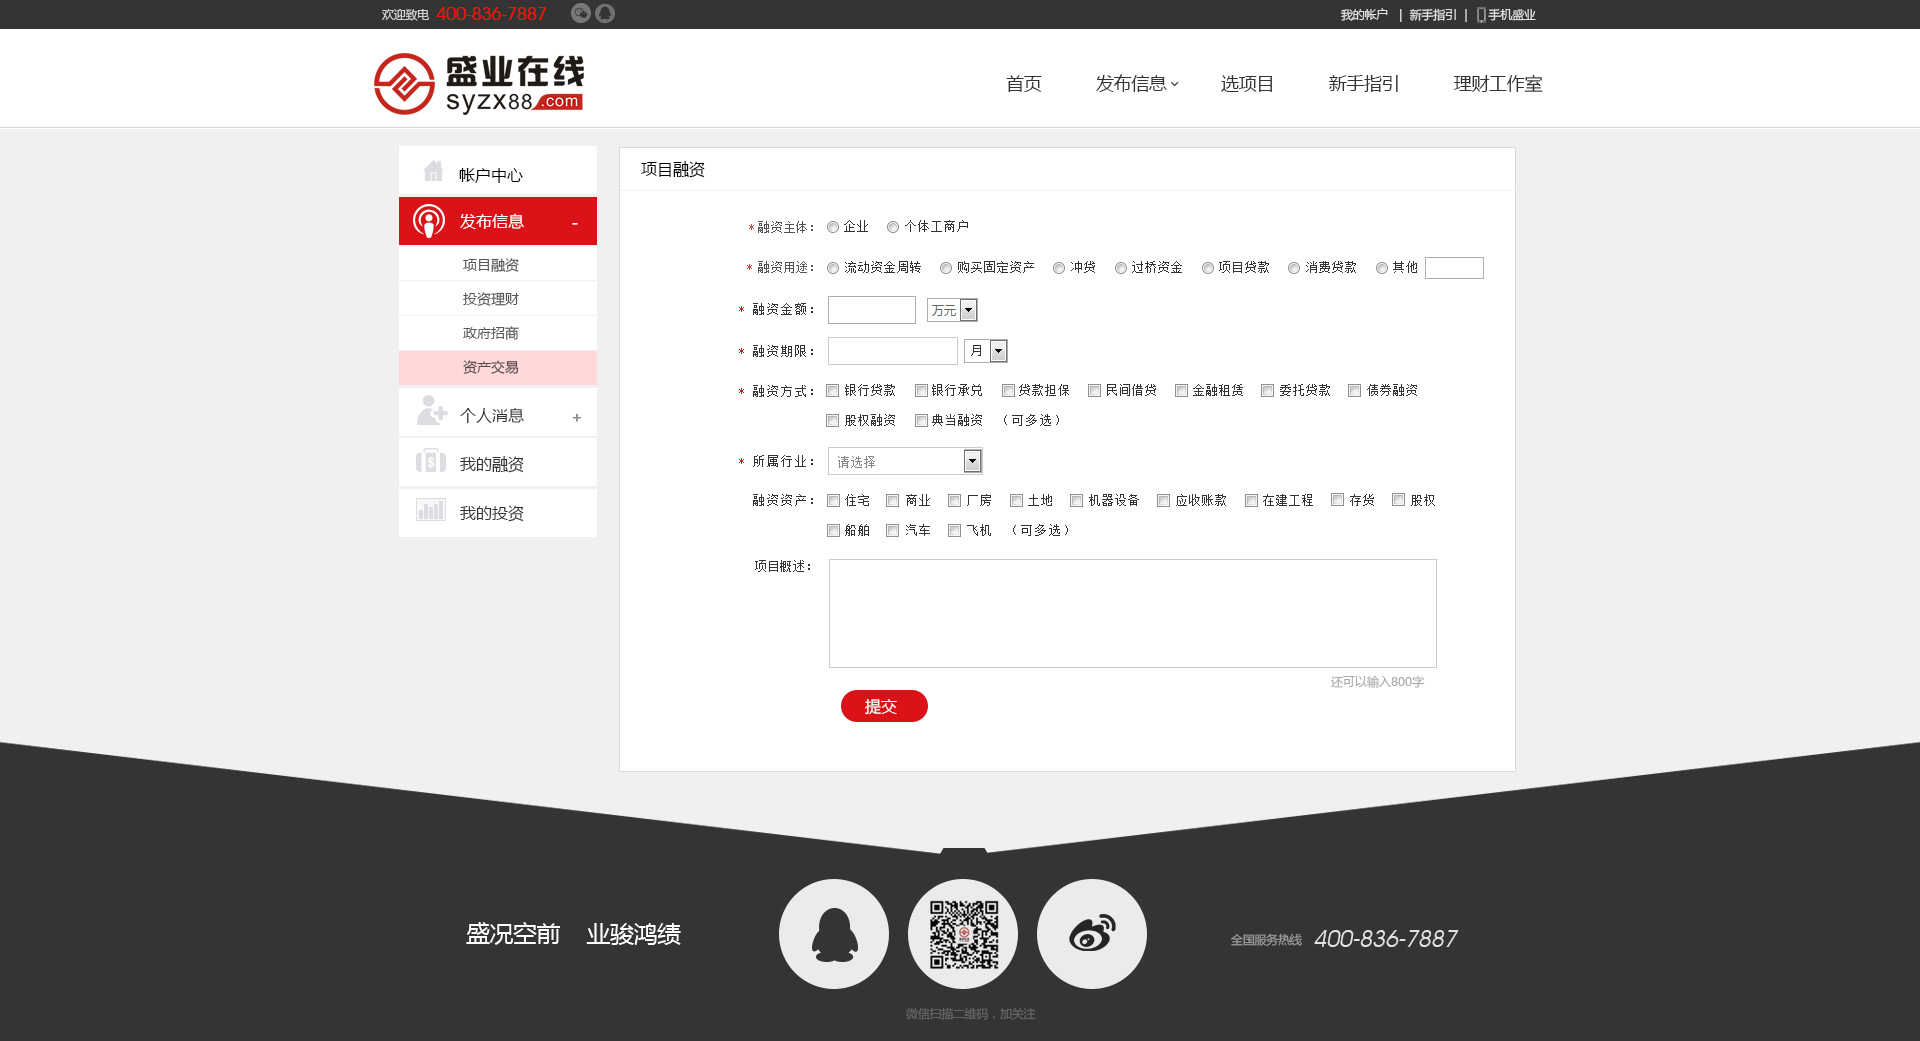 欢迎致电 400-836-7887
我的帐户 | 新手指引 | 手机盛业
盛业在线
syzx88.com
首页 发布信息 选项目 新手指引 理财工作室
帐户中心
发布信息 -
项目融资
投资理财
政府招商
资产交易
个人消息 +
我的融资
我的投资
项目融资
*融资主体： 企业 个体工商户
*融资用途： 流动资金周转 购买固定资产 冲贷 过桥资金 项目贷款 消费贷款 其他
* 融资金额： 万元
* 融资期限： 月
* 融资方式： 银行贷款 银行承兑 贷款担保 民间借贷 金融租赁 委托贷款 债券融资
股权融资 典当融资 （可多选）
* 所属行业： 请选择
融资资产： 住宅 商业 厂房 土地 机器设备 应收账款 在建工程 存货 股权
船舶 汽车 飞机 （可多选）
项目概述：
还可以输入800字
提交
盛况空前 业骏鸿绩
全国服务热线 400-836-7887
微信扫描二维码，加关注